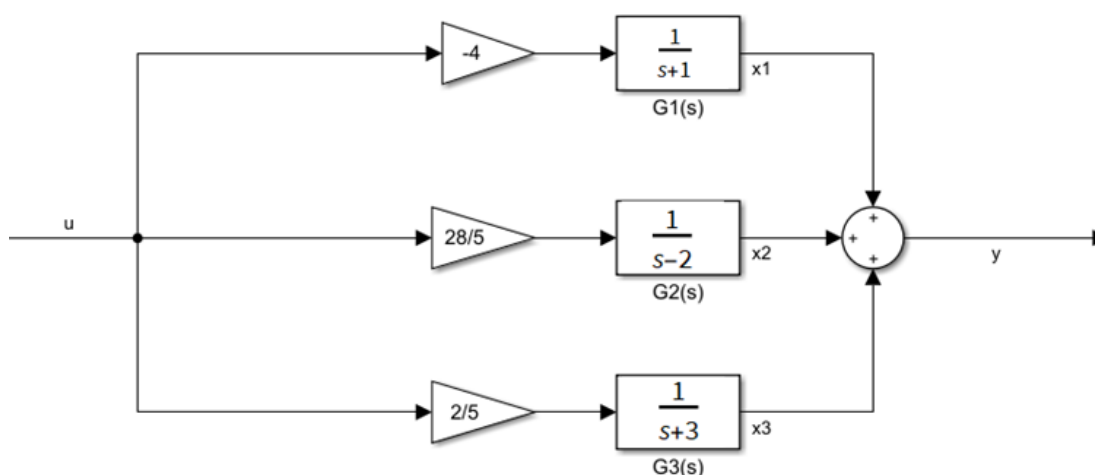 -4
1
s+1
x1
G1(s)
+
u
28/5
1
s−2
x2
+
y
G2(s)
+
2/5
1
s+3
x3
G3(s)